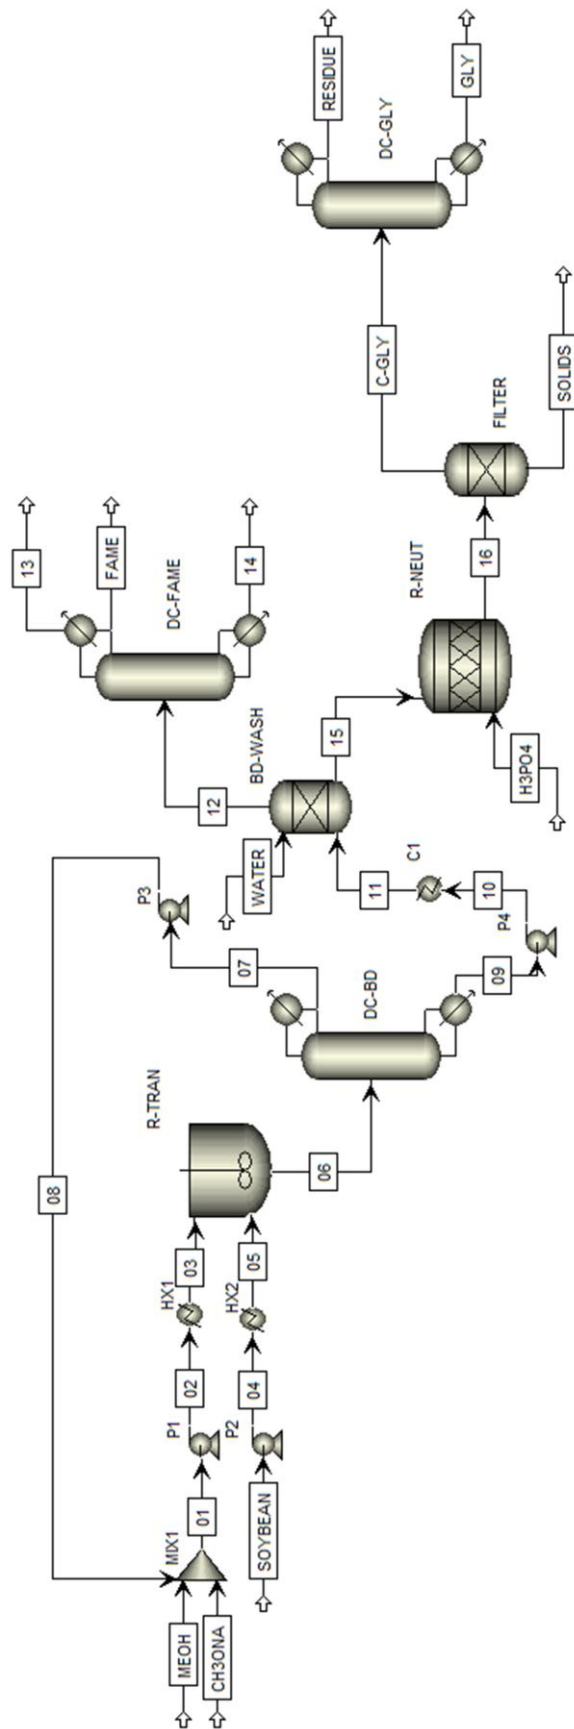 MEOH
CH3ONA
MIX1
01
P1
02
HX1
03
SOYBEAN
P2
04
HX2
05
R-TRAN
06
08
DC-BD
07
P3
09
P4
10
C1
11
WATER
BD-WASH
12
15
DC-FAME
13
FAME
14
H3PO4
R-NEUT
16
FILTER
SOLIDS
C-GLY
DC-GLY
RESIDUE
GLY